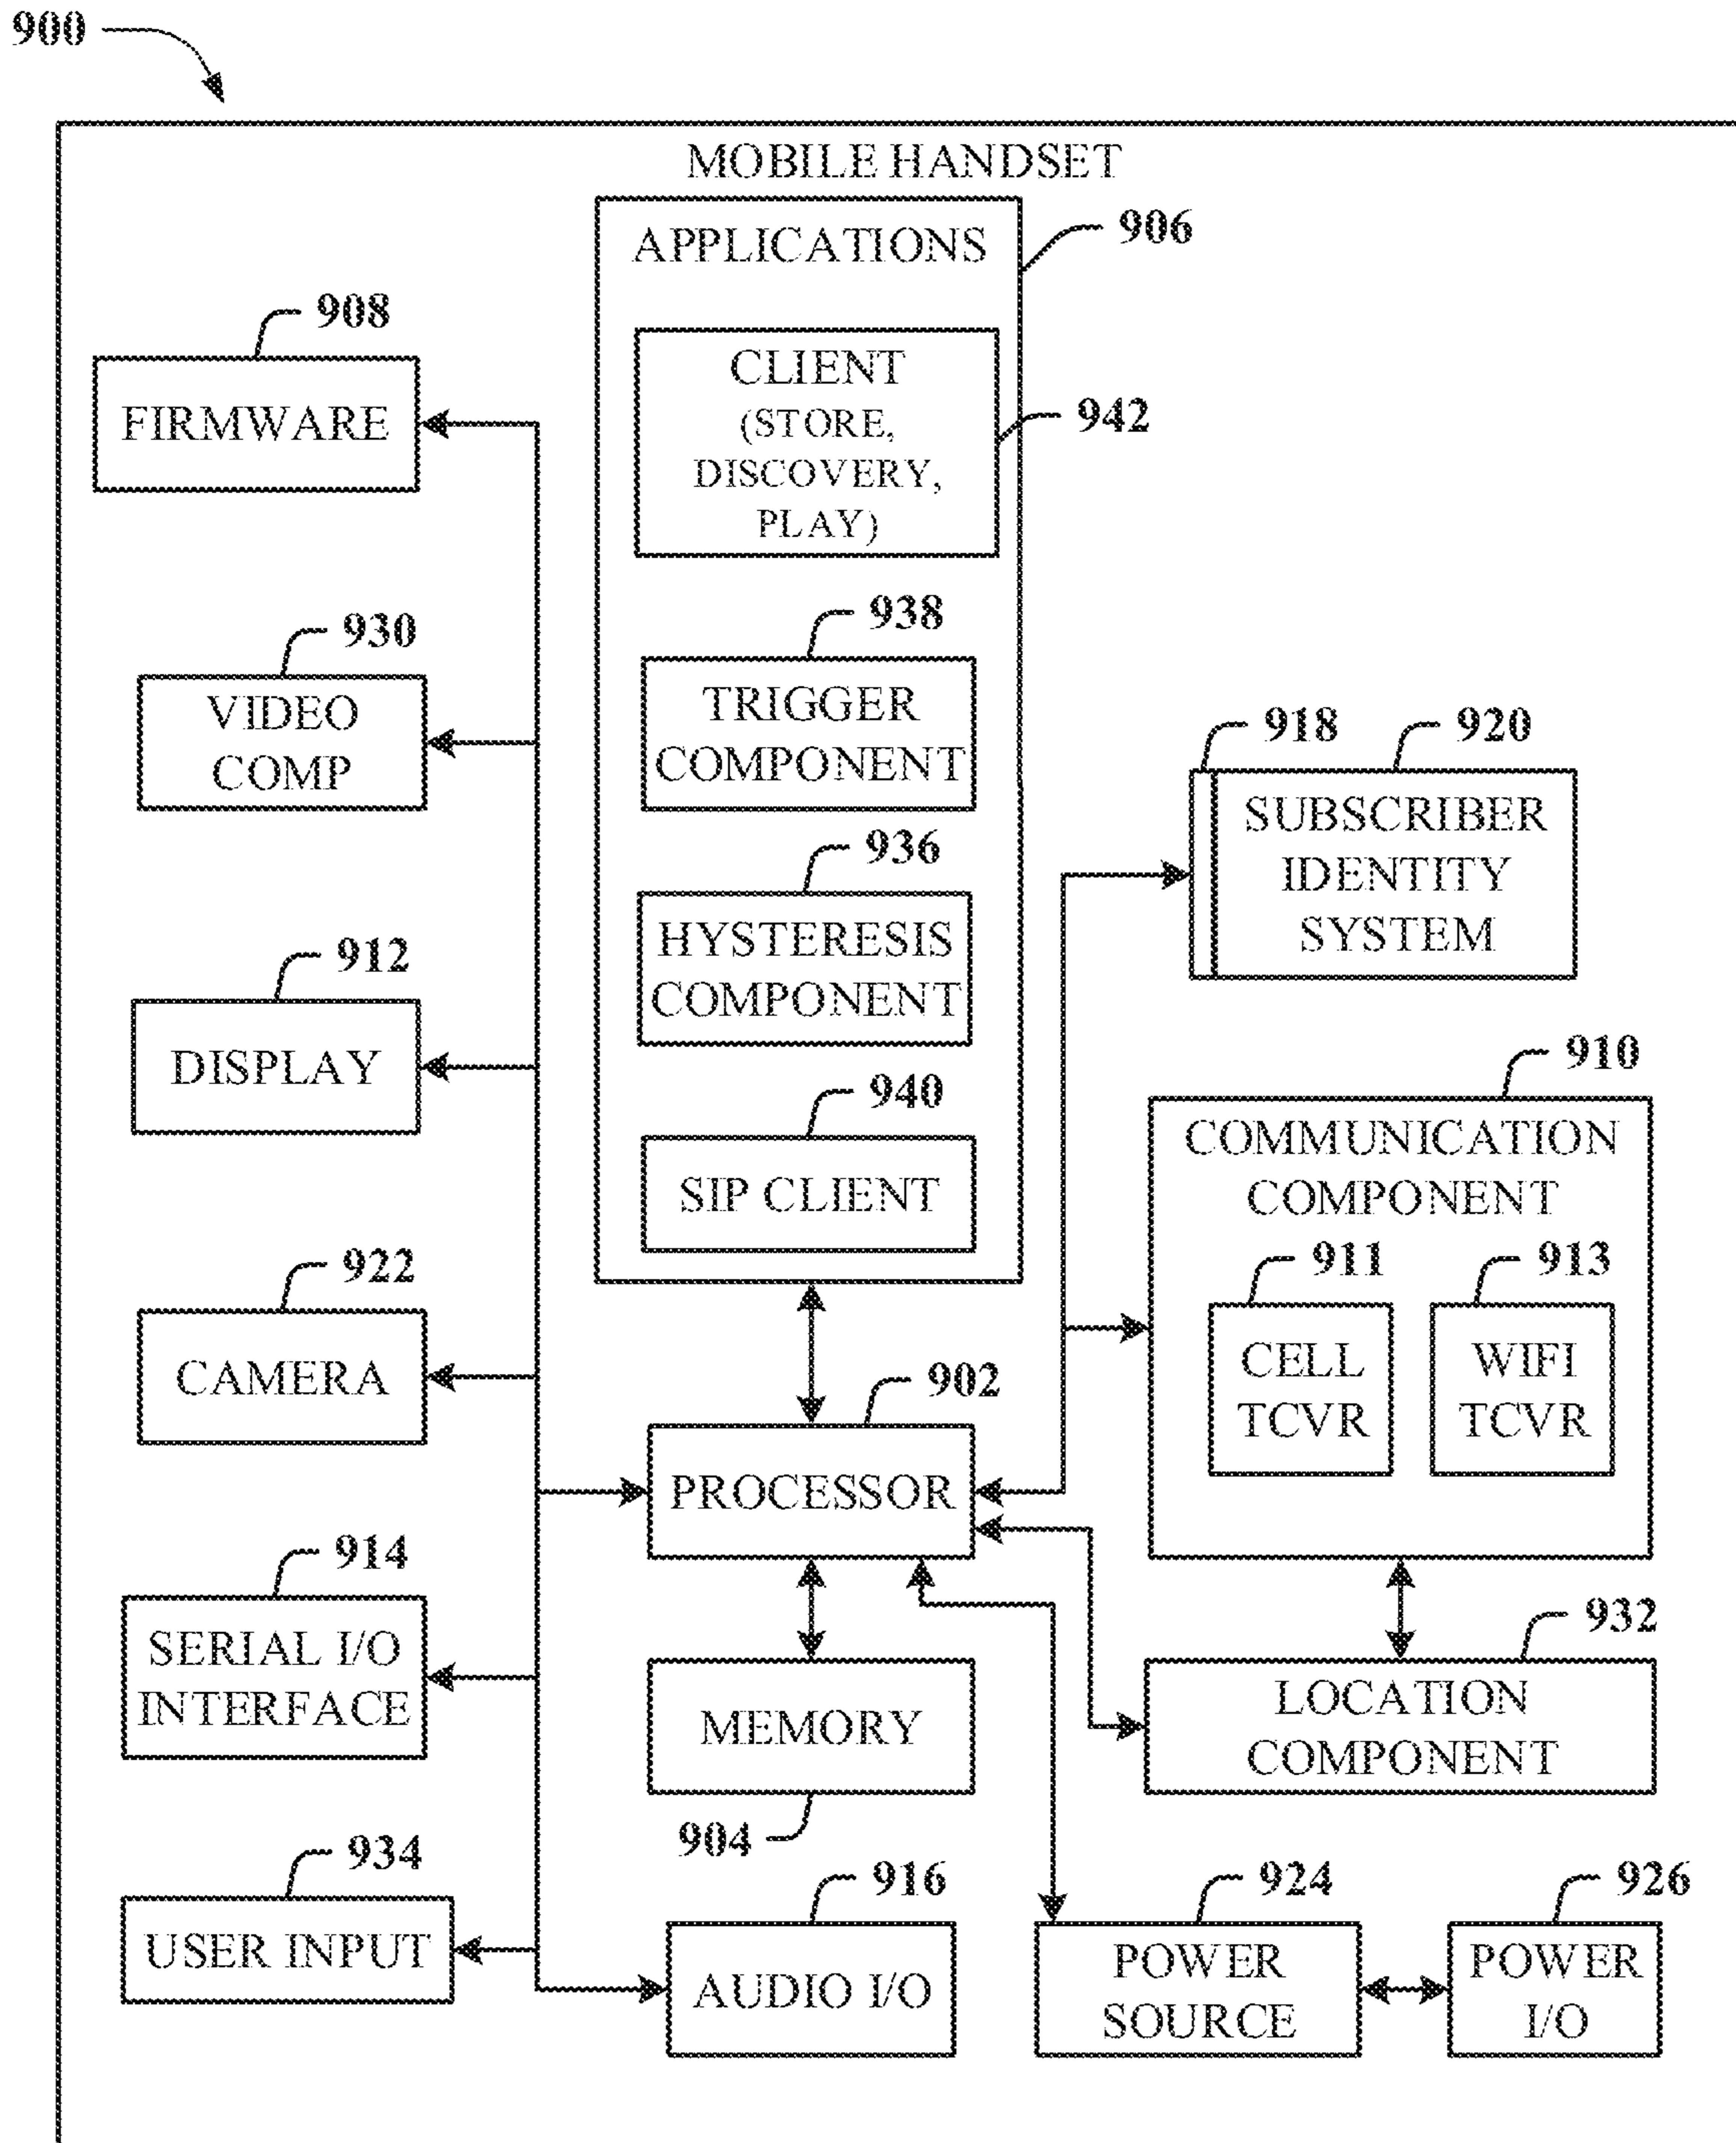 900
MOBILE HANDSET
APPLICATIONS
906
CLIENT
(STORE,
DISCOVERY,
PLAY)
942
908
FIRMWARE
938
TRIGGER
COMPONENT
930
VIDEO
COMP
936
HYSTERESIS
COMPONENT
918
920
SUBSCRIBER
IDENTITY
SYSTEM
912
DISPLAY
940
SIP CLIENT
910
COMMUNICATION
COMPONENT
911
CELL
TCVR
913
WIFI
TCVR
922
CAMERA
902
PROCESSOR
914
SERIAL I/O
INTERFACE
MEMORY
904
932
LOCATION
COMPONENT
934
USER INPUT
916
AUDIO I/O
924
POWER
SOURCE
926
POWER
I/O